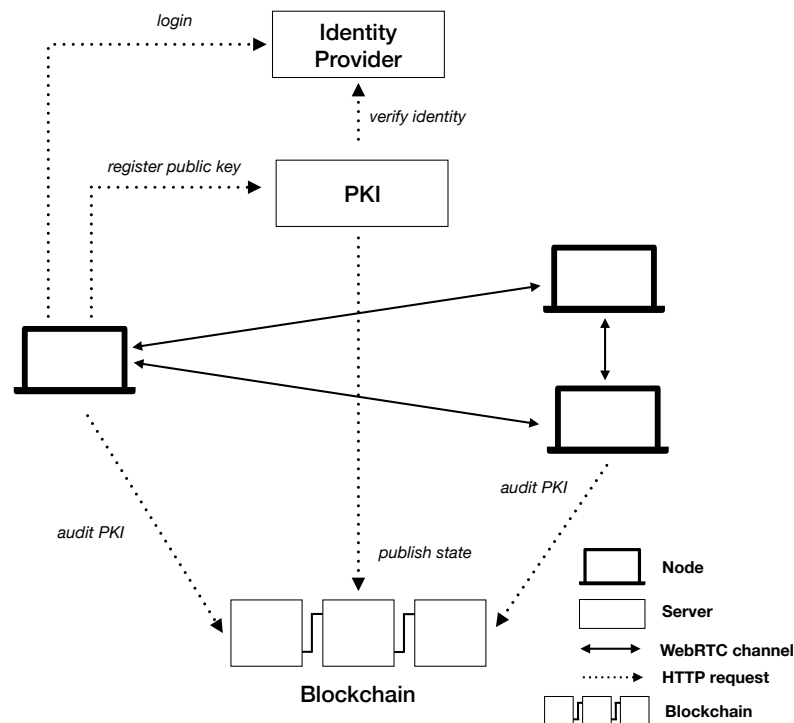 login
Identity
Provider
verify identity
register public key
PKI
audit PKI
audit PKI
publish state
Blockchain
Node
Server
WebRTC channel
HTTP request
Blockchain